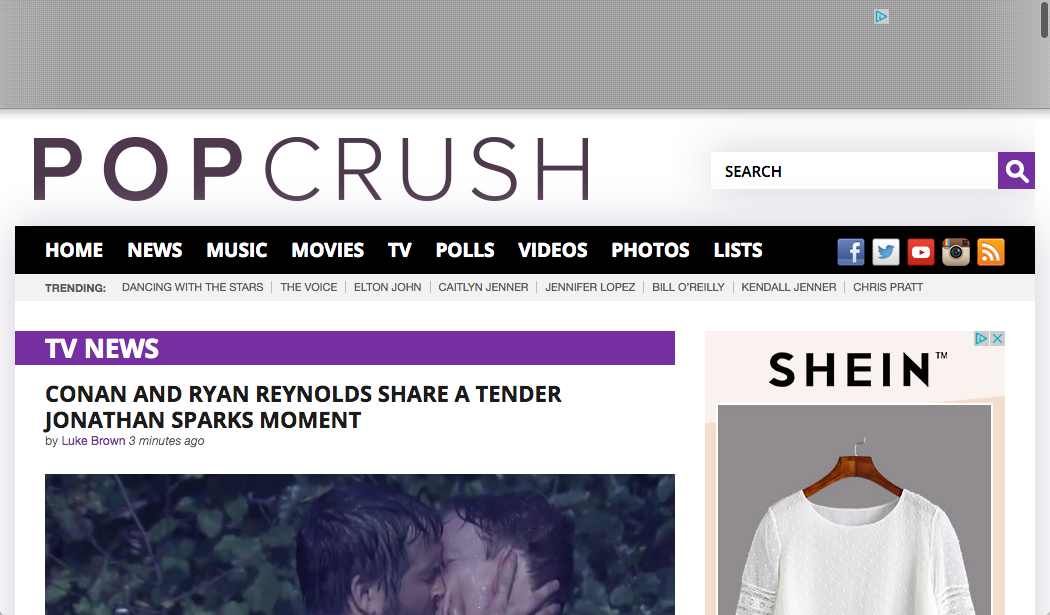 POPCRUSH
SEARCH
HOME NEWS MUSIC MOVIES TV POLLS VIDEOS PHOTOS LISTS
TRENDING: DANCING WITH THE STARS THE VOICE ELTON JOHN CAITLYN JENNER JENNIFER LOPEZ BILL O'REILLY KENDALL JENNER CHRIS PRATT
TV NEWS
CONAN AND RYAN REYNOLDS SHARE A TENDER
JONATHAN SPARKS MOMENT
by Luke Brown 3 minutes ago
SHEIN™